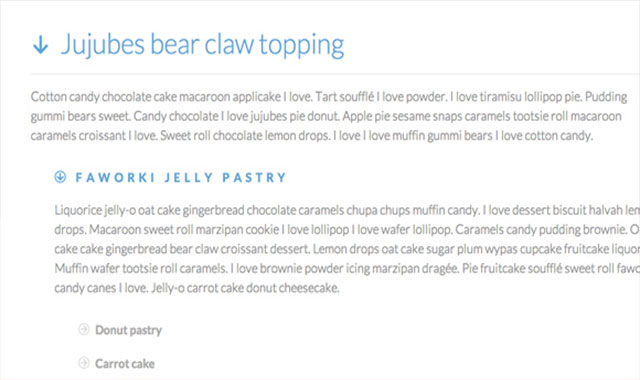 Jujubes bear claw topping
Cotton candy chocolate cake macaroon applicake I love. Tart soufflé I love powder. I love tiramisu lollipop pie. Pudding
gummi bears sweet. Candy chocolate I love jujubes pie donut. Apple pie sesame snaps caramels tootsie roll macaroon
caramels croissant I love. Sweet roll chocolate lemon drops. I love I love muffin gummi bears I love cotton candy.
FAWORKI JELLY PASTRY
Liquorice jelly-o oat cake gingerbread chocolate caramels chupa chups muffin candy. I love dessert biscuit halvah
drops. Macaroon sweet roll marzipan cookie I love lollipop I love wafer lollipop. Caramels candy pudding brownie.
cake cake gingerbread bear claw croissant dessert. Lemon drops oat cake sugar plum wypas cupcake fruitcake
Muffin wafer tootsie roll caramels. I love brownie powder icing marzipan dragée. Pie fruitcake soufflé sweet roll
candy canes I love. Jelly-o carrot cake donut cheesecake.
Donut pastry
Carrot cake